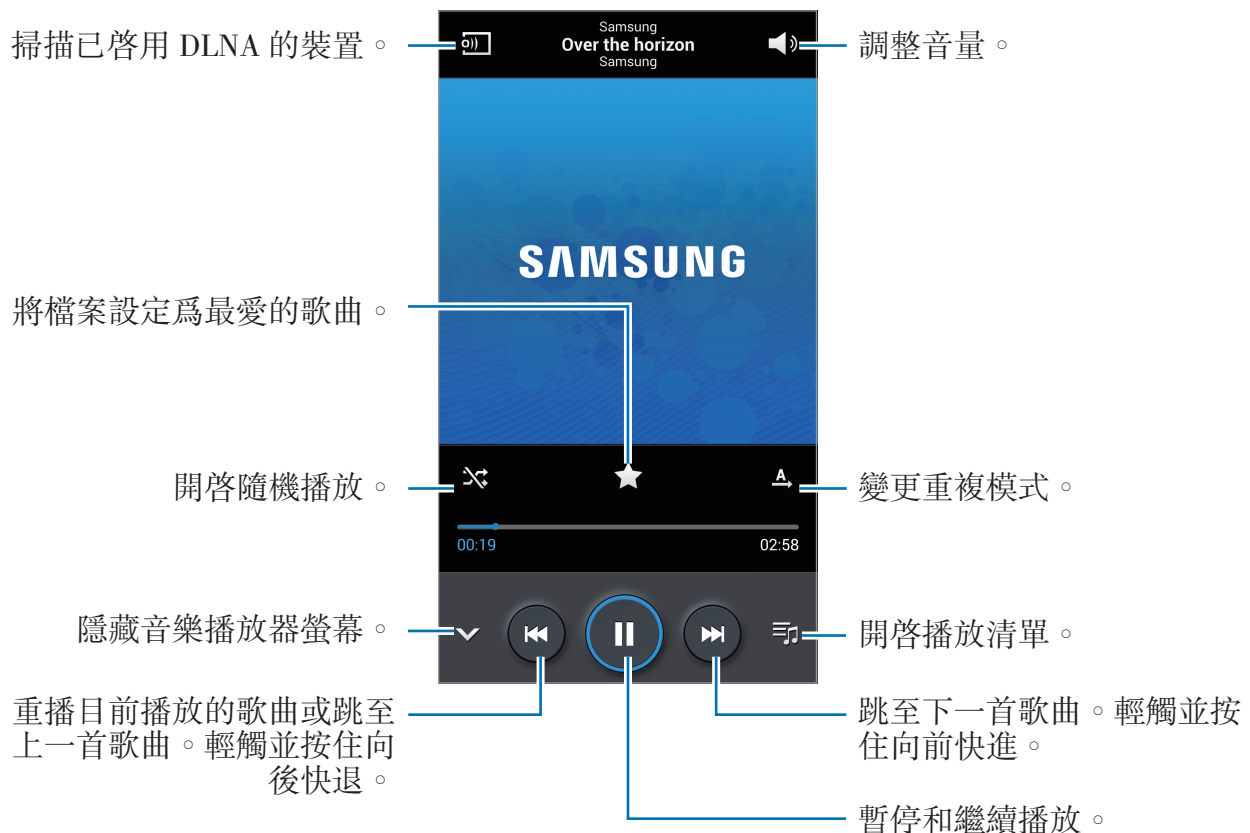 Samsung
掃描已啓用 DLNA 的裝置。
Over the horizon
調整音量。
Samsung
SAMSUNG
將檔案設定爲最愛的歌曲。
A
開啓隨機播放。
變更重複模式。
00:19
02:58
隱藏音樂播放器螢幕。
開啓播放清單。
重播目前播放的歌曲或跳至
上一首歌曲。輕觸並按住向
後快退。
跳至下一首歌曲。輕觸並按
住向前快進。
暫停和繼續播放。